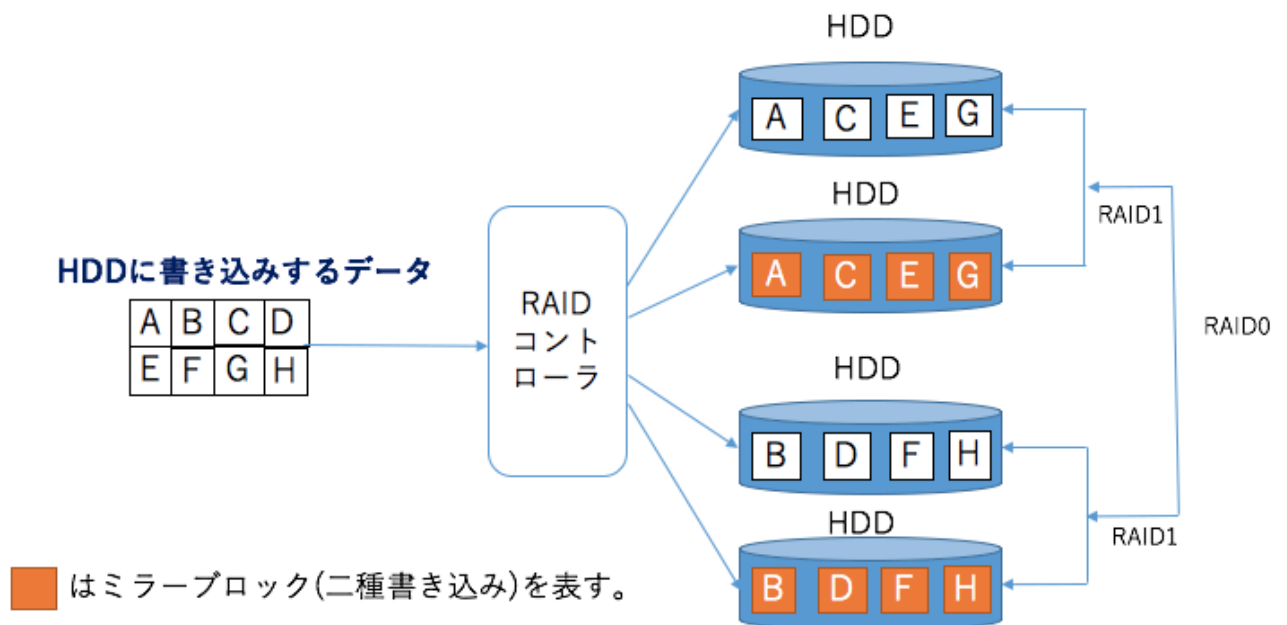 HDD
A C E G
HDD
RAID1
A C E G
HDDに書き込みするデータ
A B C D
E F G H
RAID
コント
ローラ
RAID0
HDD
B D F H
HDD
RAID1
B D F H
はミラーブロック(二種書き込み)を表す。